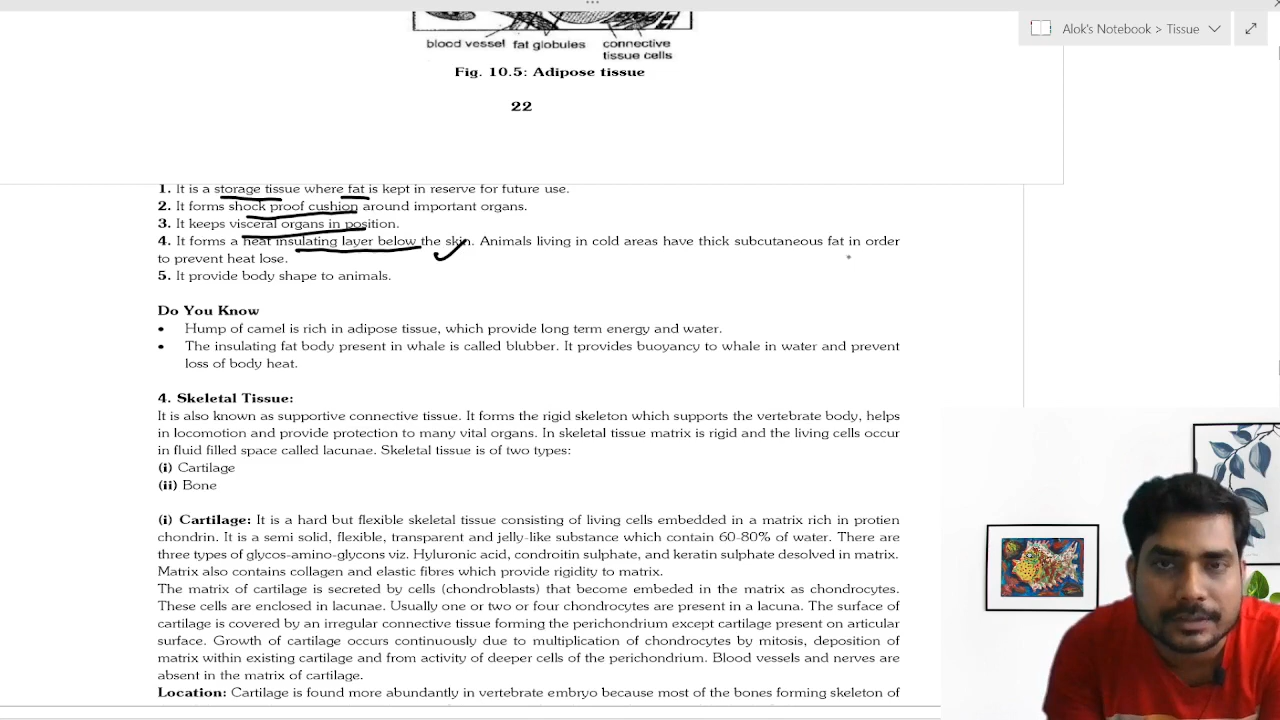 Alok's Notebook > Tissue
blood vessel fat globules connective
tissue cells
Fig. 10.5: Adipose tissue
22
1. It is a storage tissue where fat is kept in reserve for future use.
2. It forms shock proof cushion around important organs.
3. It keeps visceral organs in position.
4. It forms a heat insulating layer below the skin. Animals living in cold areas have thick subcutaneous fat in order
to prevent heat lose.
5. It provide body shape to animals.
Do You Know
• Hump of camel is rich in adipose tissue, which provide long term energy and water.
• The insulating fat body present in whale is called blubber. It provides buoyancy to whale in water and prevent
loss of body heat.
4. Skeletal Tissue:
It is also known as supportive connective tissue. It forms the rigid skeleton which supports the vertebrate body, helps
in locomotion and provide protection to many vital organs. In skeletal tissue matrix is rigid and the living cells occur
in fluid filled space called lacunae. Skeletal tissue is of two types:
(i) Cartilage
(ii) Bone
(i) Cartilage: It is a hard but flexible skeletal tissue consisting of living cells embedded in a matrix rich in protien
chondrin. It is a semi solid, flexible, transparent and jelly-like substance which contain 60-80% of water. There are
three types of glycos-amino-glycons viz. Hyluronic acid, condroitin sulphate, and keratin sulphate desolved in matrix.
Matrix also contains collagen and elastic fibres which provide rigidity to matrix.
The matrix of cartilage is secreted by cells (chondroblasts) that become embeded in the matrix as chondrocytes.
These cells are enclosed in lacunae. Usually one or two or four chondrocytes are present in a lacuna. The surface of
cartilage is covered by an irregular connective tissue forming the perichondrium except cartilage present on articular
surface. Growth of cartilage occurs continuously due to multiplication of chondrocytes by mitosis, deposition of
matrix within existing cartilage and from activity of deeper cells of the perichondrium. Blood vessels and nerves are
absent in the matrix of cartilage.
Location: Cartilage is found more abundantly in vertebrate embryo because most of the bones forming skeleton of